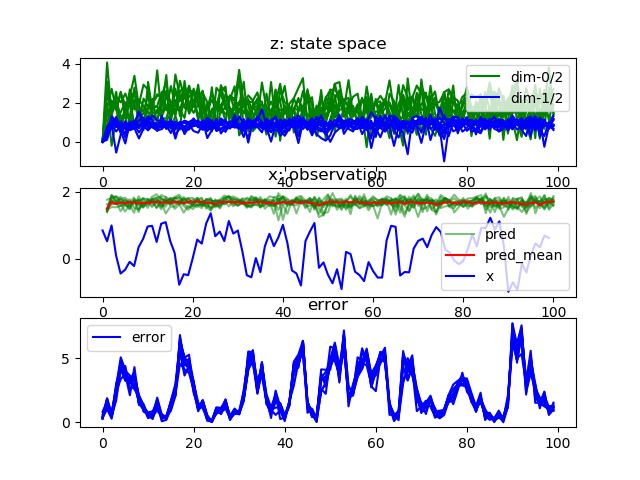 z: state space
4
2
0
dim-0/2
dim-1/2
0 20 40 60 80 100
x: observation
2
0
pred
pred_mean
x
0 20 40 60 80 100
error
5
0
error
0 20 40 60 80 100